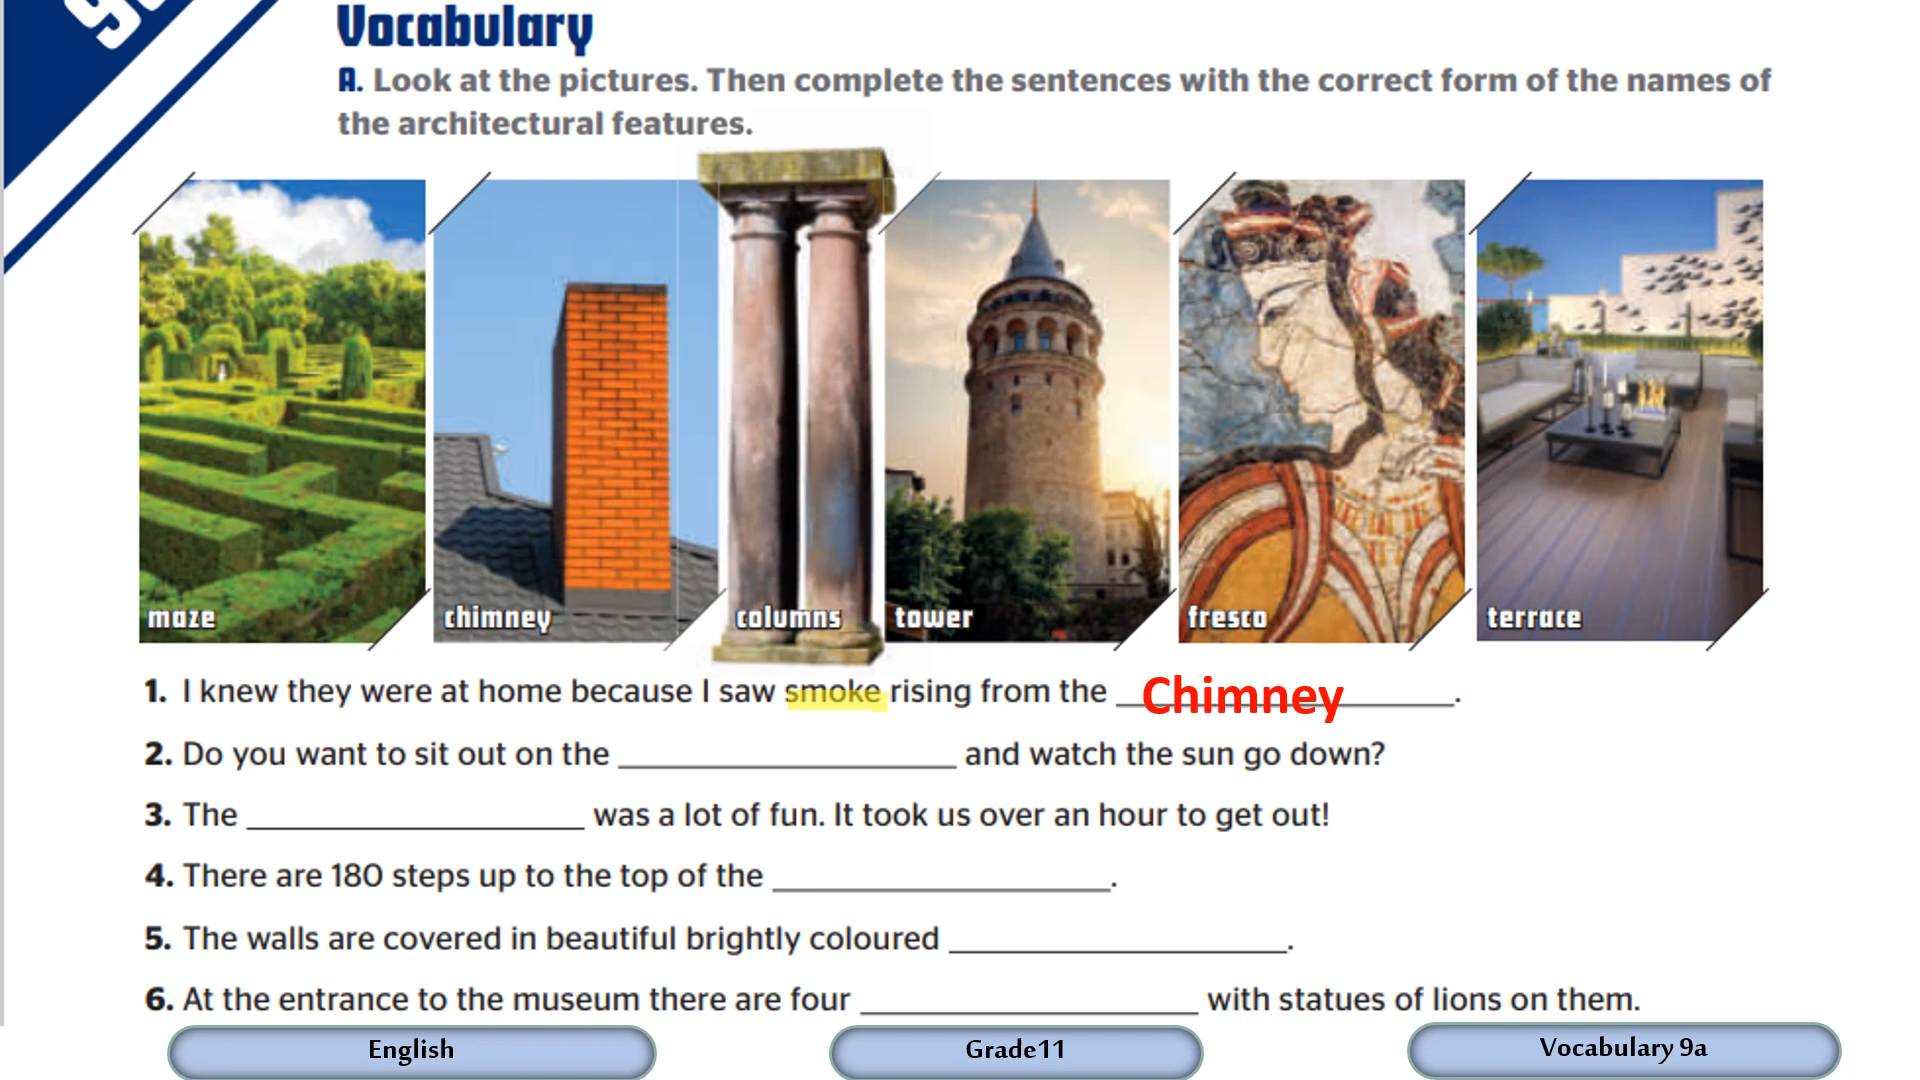 Vocabulary
A. Look at the pictures. Then complete the sentences with the correct form of the names of
the architectural features.
maze
chimney
columns
tower
fresco
terrace
1. I knew they were at home because I saw smoke rising from the Chimney.
2. Do you want to sit out on the ____________________ and watch the sun go down?
3. The ____________________ was a lot of fun. It took us over an hour to get out!
4. There are 180 steps up to the top of the ____________________.
5. The walls are covered in beautiful brightly coloured ____________________.
6. At the entrance to the museum there are four ____________________ with statues of lions on them.
English
Grade11
Vocabulary 9a